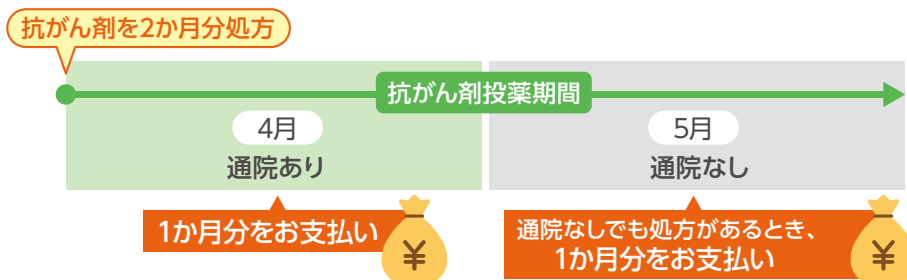 抗がん剤を2か月分処方
抗がん剤投薬期間
4月
通院あり
5月
通院なし
1か月分をお支払い
¥
通院なしでも処方があるとき、
1か月分をお支払い
¥